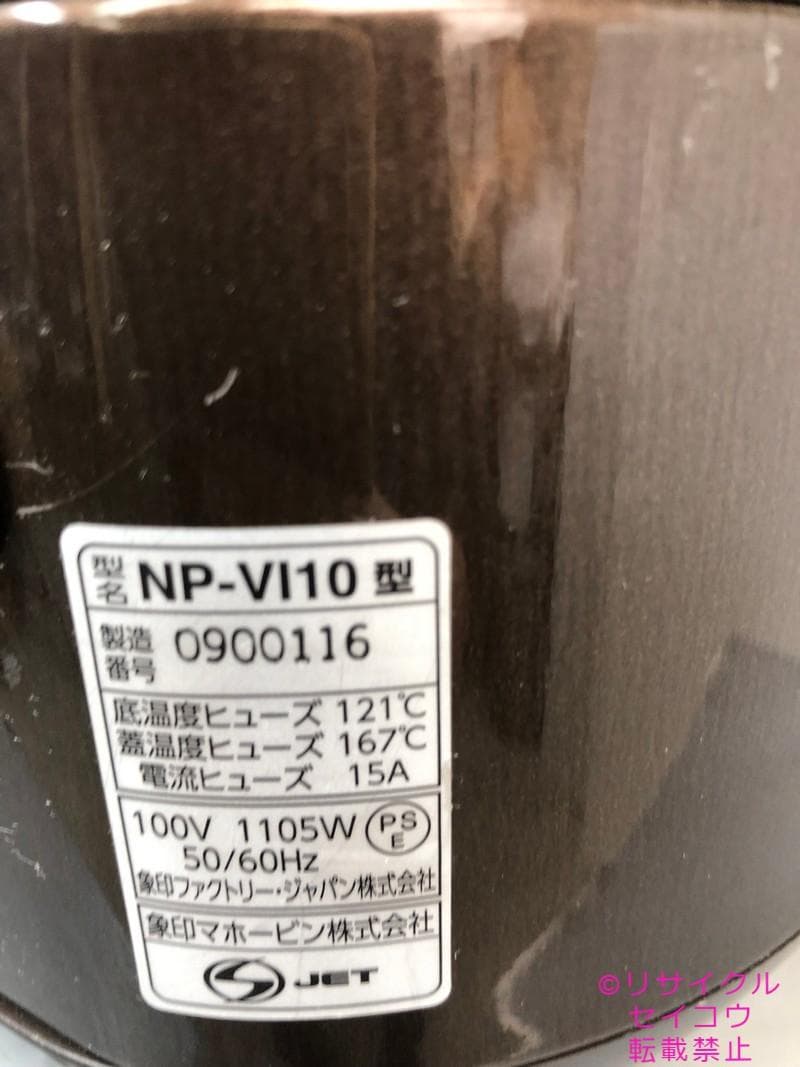 型名 NP-VI10 型
製造番号 0900116
底温度ヒューズ 121℃
蓋温度ヒューズ 167℃
電流ヒューズ 15A
100V 1105W PSE
50/60Hz
象印ファクトリー・ジャパン株式会社
象印マホービン株式会社
S JET
©リサイクル
セイコウ
転載禁止